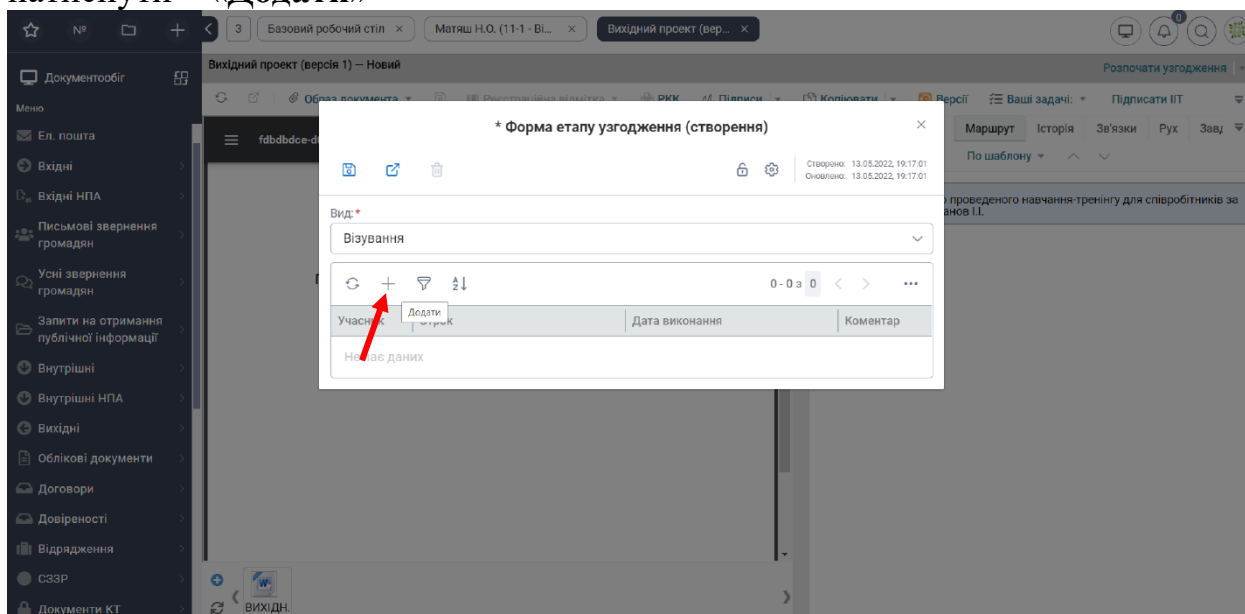 натиснути «Додати»
№
3
Базовий робочий стіл ×
Матяш Н.О. (11-1 - Ві... ×
Вихідний проект (вер... ×
0
Документообіг
Меню
Ел. пошта
Вхідні
Вхідні НПА
Письмові звернення
громадян
Усні звернення
громадян
Запити на отримання
публічної інформації
Внутрішні
Внутрішні НПА
Вихідні
Облікові документи
Договори
Довіреності
Відрядження
СЗЗР
Документи КТ
Вихідний проект (версія 1) — Новий
Розпочати узгодження
Образ документа
Реєстраційна відмітка
РКК
Підписи
Копіювати
Версії
Ваші задачі:
Підписати ІІТ
fdbdbdce-d
Маршрут Історія Зв'язки Рух
По шаблону
проведеного навчання-тренінгу для співробітників за
анов І.І.
* Форма етапу узгодження (створення)
Створено: 13.05.2022, 19:17:01
Оновлено: 13.05.2022, 19:17:01
Вид:*
Візування
0 - 0 з 0
Додати
Учасник Строк Дата виконання Коментар
Немає даних
ВИХІДН.